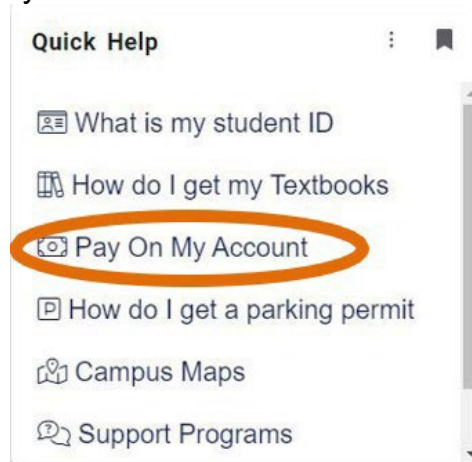 Quick Help
What is my student ID
How do I get my Textbooks
Pay On My Account
How do I get a parking permit
Campus Maps
Support Programs